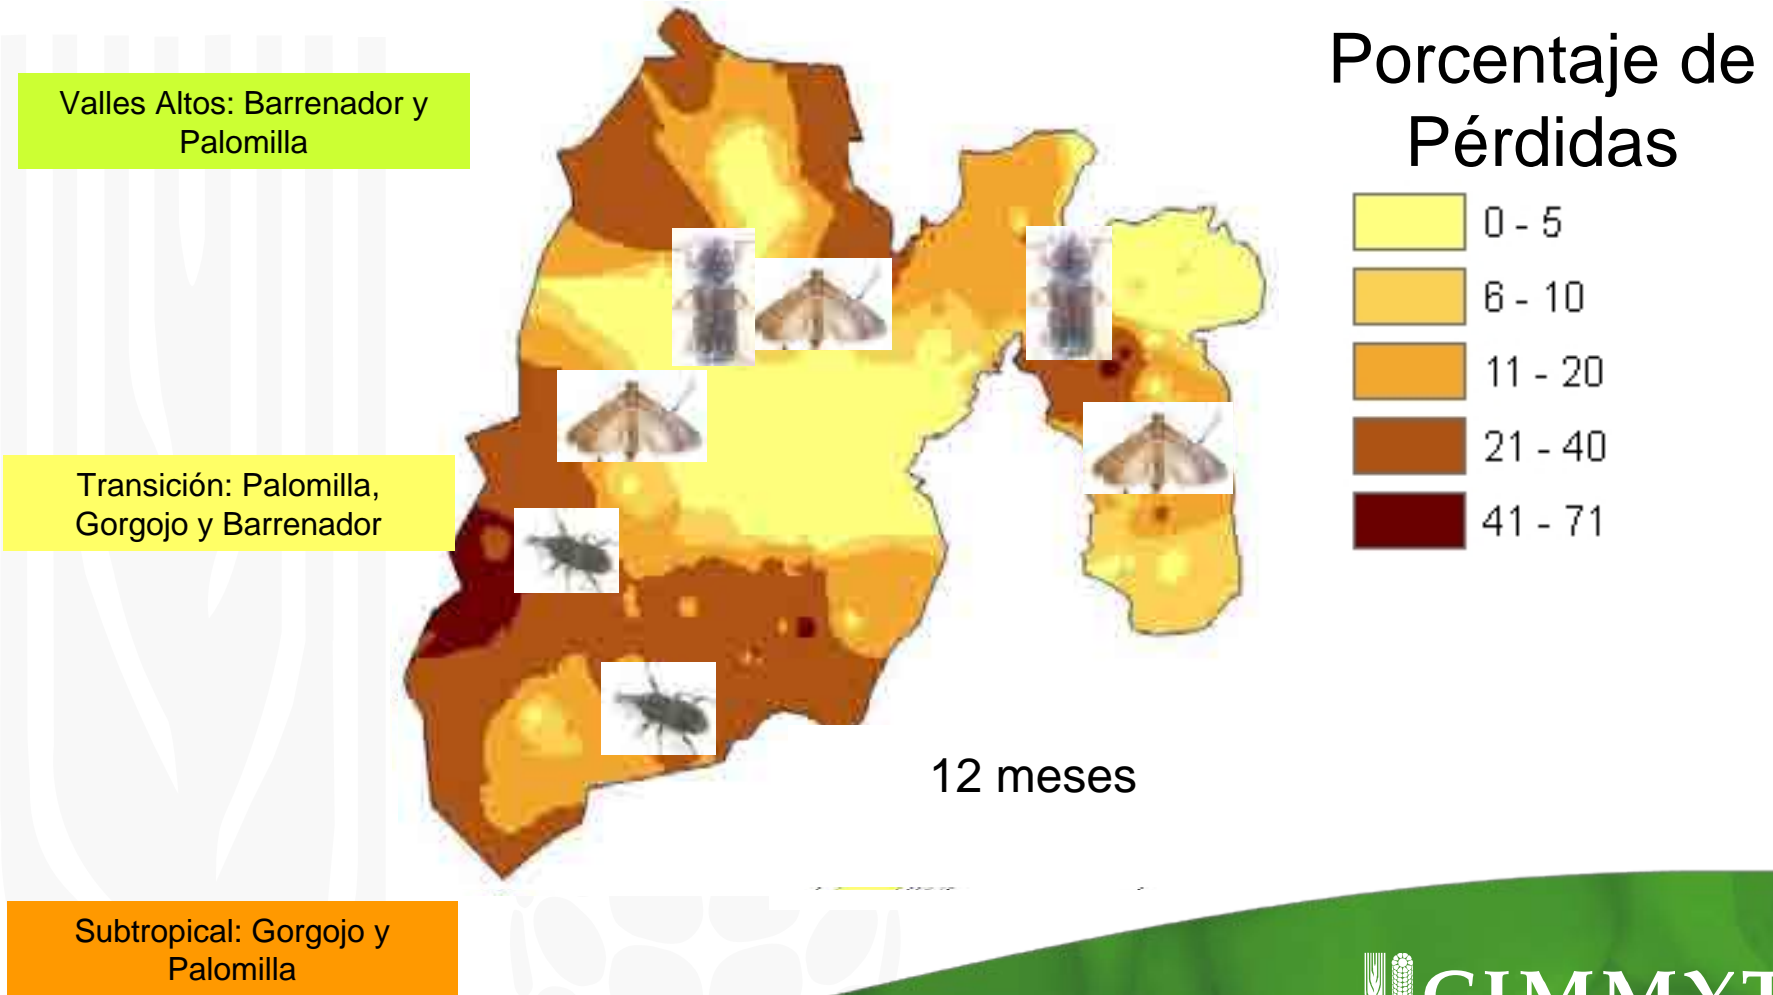 Porcentaje de
Pérdidas
Valles Altos: Barrenador y
Palomilla
0 - 5
6 - 10
11 - 20
21 - 40
41 - 71
Transición: Palomilla,
Gorgojo y Barrenador
12 meses
Subtropical: Gorgojo y
Palomilla
CIMMYT